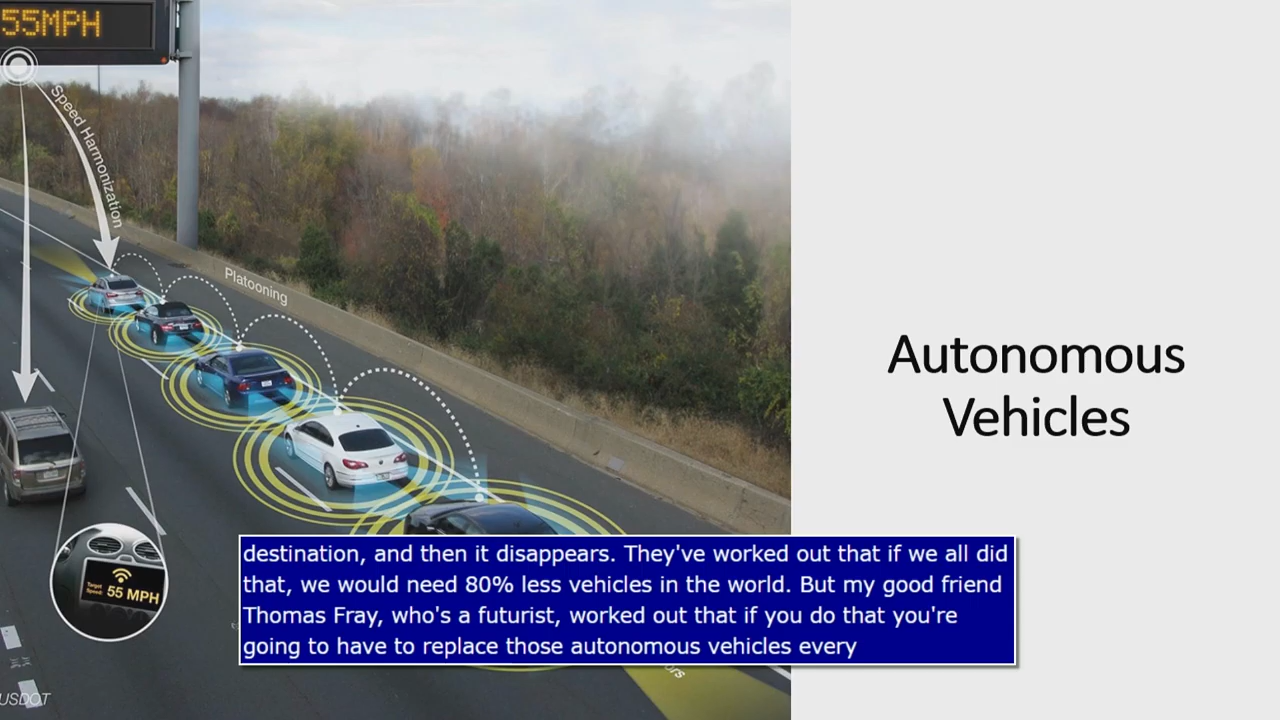 55MPH
Speed Harmonization
Platooning
Autonomous
Vehicles
Target
Speed:
55 MPH
destination, and then it disappears. They've worked out that if we all did
that, we would need 80% less vehicles in the world. But my good friend
Thomas Fray, who's a futurist, worked out that if you do that you're
going to have to replace those autonomous vehicles every
USDOT